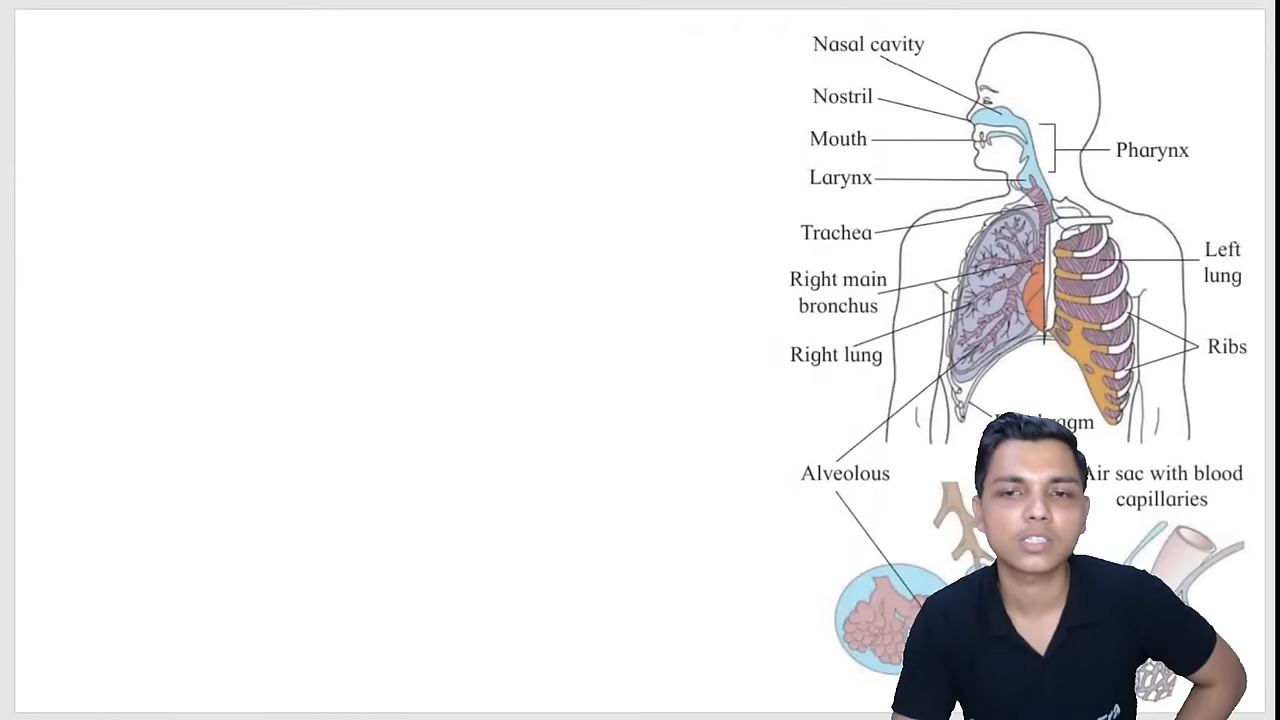 Nasal cavity
Nostril
Mouth
Pharynx
Larynx
Trachea
Left
lung
Right main
bronchus
Ribs
Right lung
Alveolous
Air sac with blood
capillaries